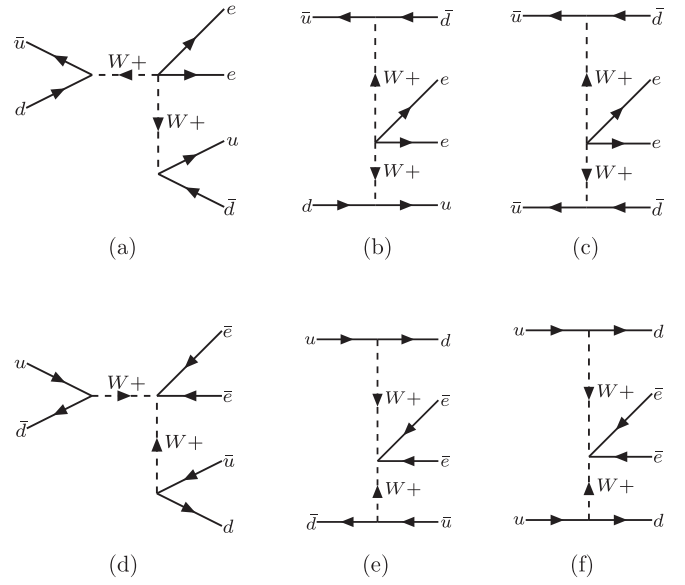 ū d W+ e e W+ u d̄
(a)
ū d̄ W+ e e W+ d u
(b)
ū d̄ W+ e e W+ ū d̄
(c)
u d̄ W+ ē ē W+ ū d
(d)
u d W+ ē ē W+ d̄ ū
(e)
u d W+ ē ē W+ u d
(f)